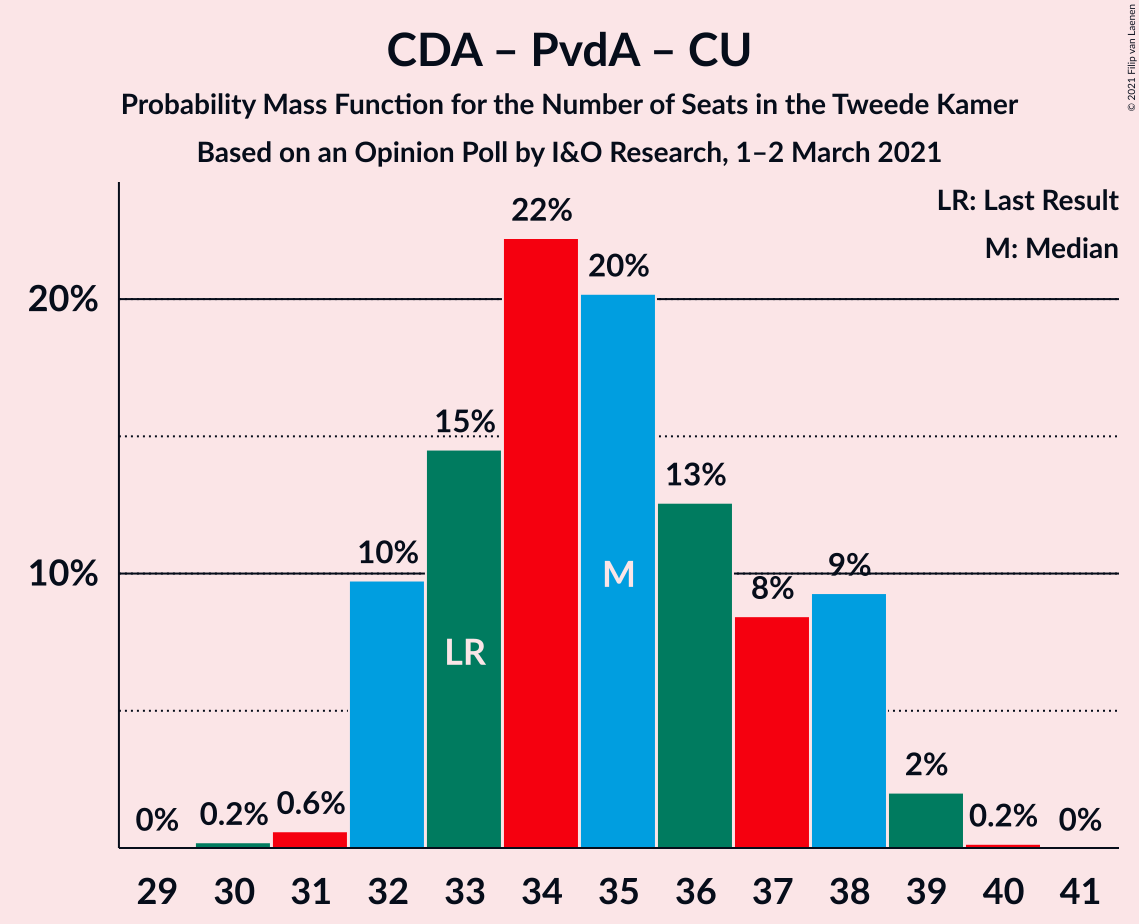 CDA – PvdA – CU
Probability Mass Function for the Number of Seats in the Tweede Kamer
Based on an Opinion Poll by I&O Research, 1–2 March 2021
© 2021 Filip van Laenen
LR: Last Result
M: Median
20%
10%
0%
0.2%
0.6%
10%
15%
22%
20%
13%
8%
9%
2%
0.2%
0%
LR
M
29 30 31 32 33 34 35 36 37 38 39 40 41